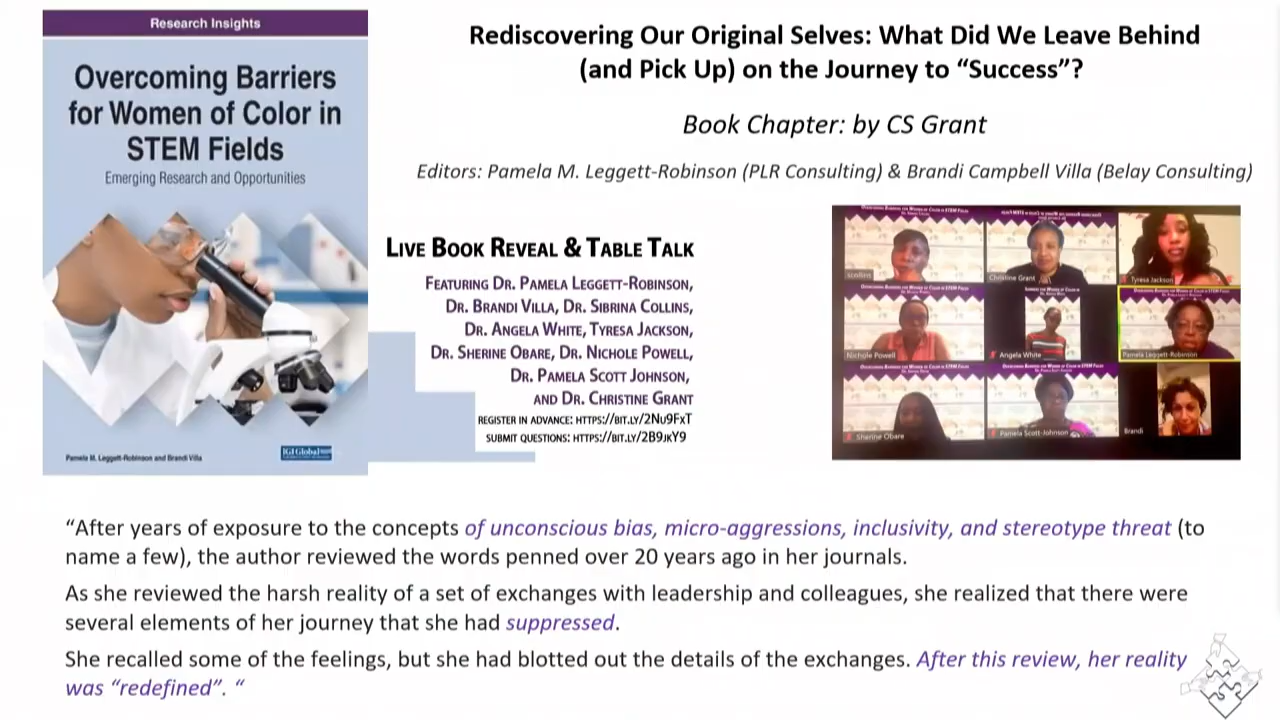 Research Insights
Overcoming Barriers
for Women of Color in
STEM Fields
Emerging Research and Opportunities
Pamela M. Leggett-Robinson and Brandi Villa
IGI Global
Rediscovering Our Original Selves: What Did We Leave Behind
(and Pick Up) on the Journey to “Success”?
Book Chapter: by CS Grant
Editors: Pamela M. Leggett-Robinson (PLR Consulting) & Brandi Campbell Villa (Belay Consulting)
LIVE BOOK REVEAL & TABLE TALK
FEATURING DR. PAMELA LEGGETT-ROBINSON,
DR. BRANDI VILLA, DR. SIBRINA COLLINS,
DR. ANGELA WHITE, TYRESA JACKSON,
DR. SHERINE OBARE, DR. NICHOLE POWELL,
DR. PAMELA SCOTT JOHNSON,
AND DR. CHRISTINE GRANT
REGISTER IN ADVANCE: HTTPS://BIT.LY/2NU9FXT
SUBMIT QUESTIONS: HTTPS://BIT.LY/2B9JKY9
scollins
Christine Grant
Tyresa Jackson
Nichole Powell
Angela White
Pamela Leggett-Robinson
Sherine Obare
Pamela Scott-Johnson
Brandi
“After years of exposure to the concepts of unconscious bias, micro-aggressions, inclusivity, and stereotype threat (to
name a few), the author reviewed the words penned over 20 years ago in her journals.
As she reviewed the harsh reality of a set of exchanges with leadership and colleagues, she realized that there were
several elements of her journey that she had suppressed.
She recalled some of the feelings, but she had blotted out the details of the exchanges. After this review, her reality
was “redefined”. “